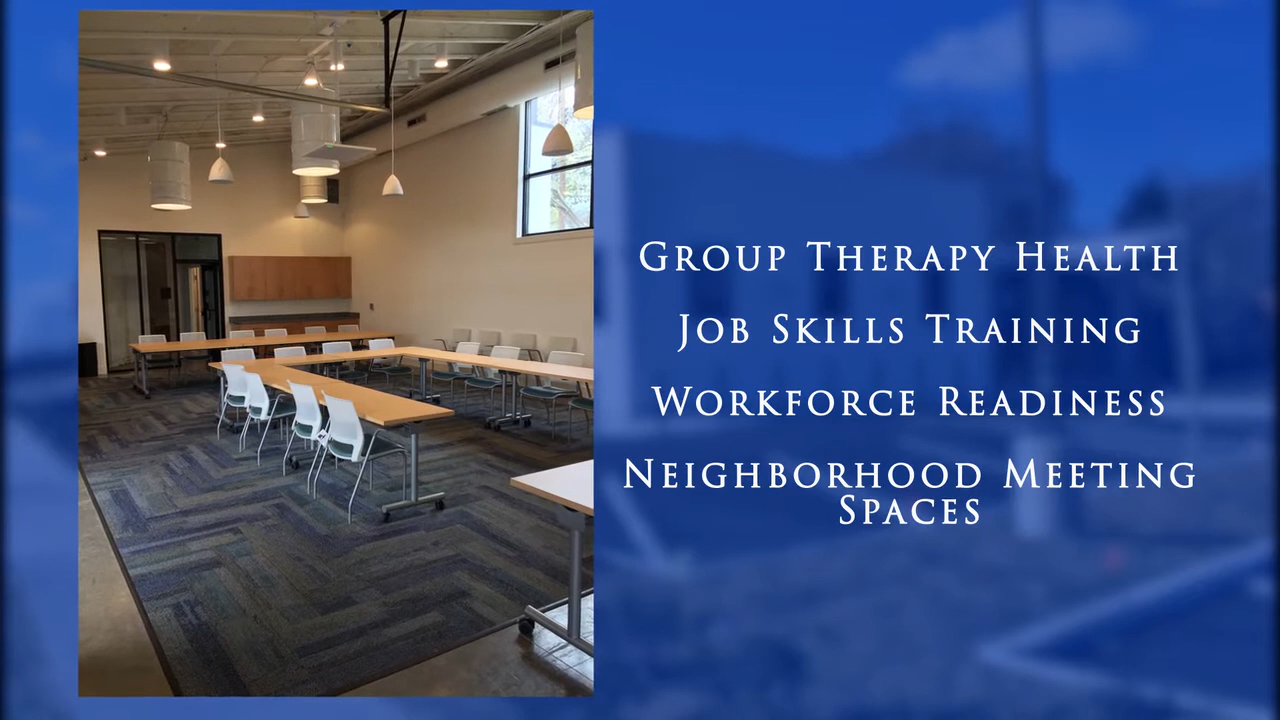 Group Therapy Health
Job Skills Training
Workforce Readiness
Neighborhood Meeting
Spaces